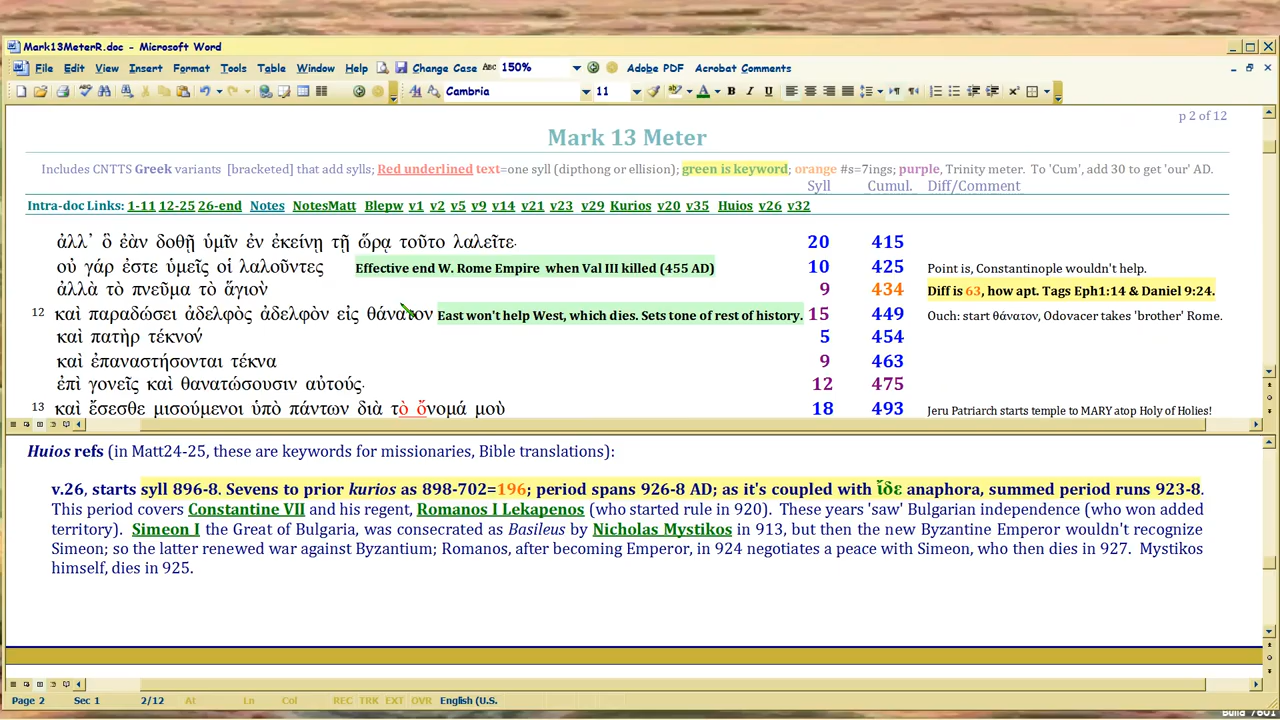 Mark13MeterR.doc - Microsoft Word
File Edit View Insert Format Tools Table Window Help Change Case ABC 150% Adobe PDF Acrobat Comments
Cambria 11 A B I U
p 2 of 12
Mark 13 Meter
Includes CNTTS Greek variants [bracketed] that add sylls; Red underlined text=one syll (dipthong or ellision); green is keyword; orange #s=7ings; purple, Trinity meter. To 'Cum', add 30 to get 'our' AD.
Syll Cumul. Diff/Comment
Intra-doc Links: 1-11 12-25 26-end Notes NotesMatt Blepw v1 v2 v5 v9 v14 v21 v23 v29 Kurios v20 v35 Huios v26 v32
ἀλλ᾽ ὃ ἐὰν δοθῇ ὑμῖν ἐν ἐκείνῃ τῇ ὥρᾳ τοῦτο λαλεῖτε· 20 415
οὐ γάρ ἐστε ὑμεῖς οἱ λαλοῦντες Effective end W. Rome Empire when Val III killed (455 AD) 10 425 Point is, Constantinople wouldn't help.
ἀλλὰ τὸ πνεῦμα τὸ ἅγιον 9 434 Diff is 63, how apt. Tags Eph1:14 & Daniel 9:24.
12 καὶ παραδώσει ἀδελφὸς ἀδελφὸν εἰς θάνατον East won't help West, which dies. Sets tone of rest of history. 15 449 Ouch: start θάνατον, Odovacer takes 'brother' Rome.
καὶ πατὴρ τέκνον 5 454
καὶ ἐπαναστήσονται τέκνα 9 463
ἐπὶ γονεῖς καὶ θανατώσουσιν αὐτούς· 12 475
13 καὶ ἔσεσθε μισούμενοι ὑπὸ πάντων διὰ τὸ ὄνομά μοὺ 18 493 Jeru Patriarch starts temple to MARY atop Holy of Holies!
Huios refs (in Matt24-25, these are keywords for missionaries, Bible translations):
v.26, starts syll 896-8. Sevens to prior kurios as 898-702=196; period spans 926-8 AD; as it's coupled with ἴδε anaphora, summed period runs 923-8.
This period covers Constantine VII and his regent, Romanos I Lekapenos (who started rule in 920). These years 'saw' Bulgarian independence (who won added
territory). Simeon I the Great of Bulgaria, was consecrated as Basileus by Nicholas Mystikos in 913, but then the new Byzantine Emperor wouldn't recognize
Simeon; so the latter renewed war against Byzantium; Romanos, after becoming Emperor, in 924 negotiates a peace with Simeon, who then dies in 927. Mystikos
himself, dies in 925.
Page 2 Sec 1 2/12 At Ln Col REC TRK EXT OVR English (U.S.
Build 7601